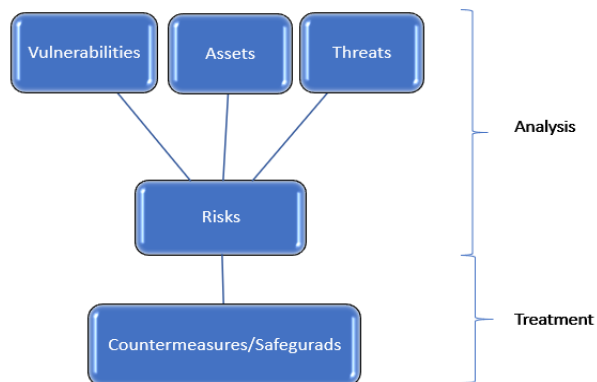 Vulnerabilities
Assets
Threats
Analysis
Risks
Treatment
Countermeasures/Safegurads